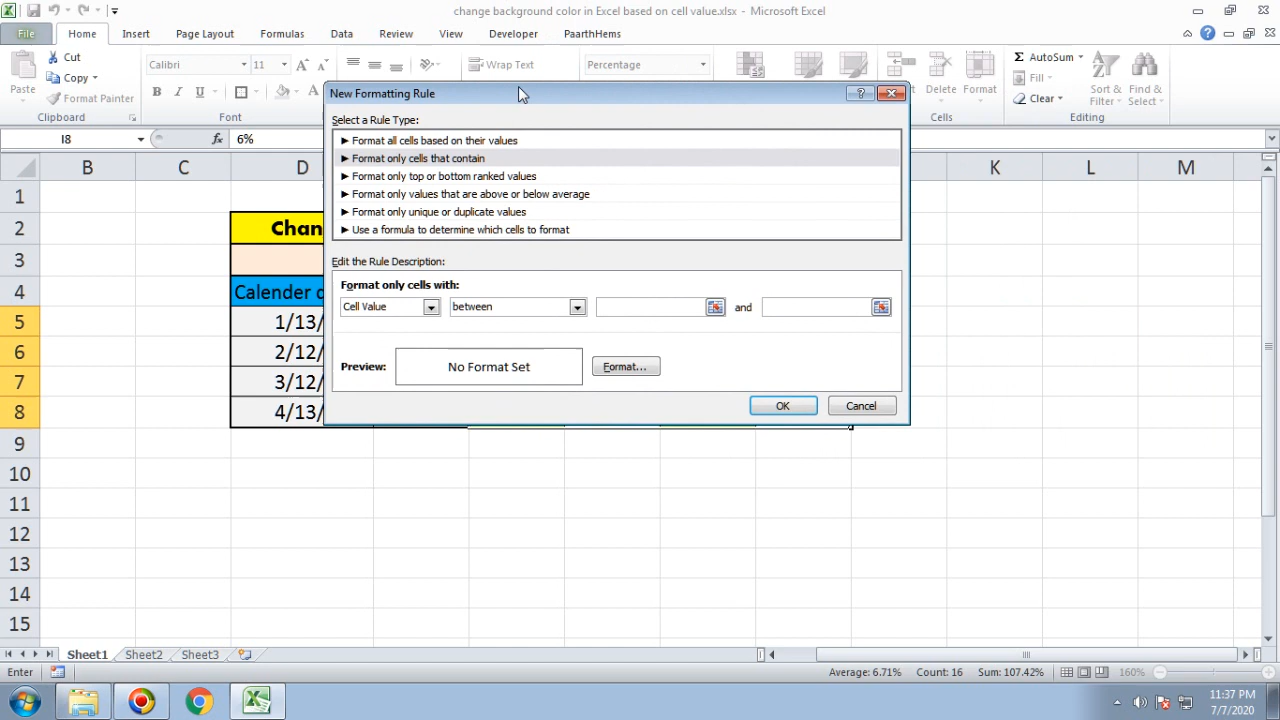 change background color in Excel based on cell value.xlsx - Microsoft Excel
File Home Insert Page Layout Formulas Data Review View Developer PaarthHems
Cut
Copy
Format Painter
Paste
Clipboard
Calibri 11
B I U
Font
Wrap Text
Percentage
Delete Format
Cells
Σ AutoSum
Fill
Clear
Sort & Filter
Find & Select
Editing
I8 fx 6%
B C D K L M
1
2 Chan
3
4 Calender d
5 1/13/
6 2/12/
7 3/12/
8 4/13/
9
10
11
12
13
14
15
New Formatting Rule
Select a Rule Type:
► Format all cells based on their values
► Format only cells that contain
► Format only top or bottom ranked values
► Format only values that are above or below average
► Format only unique or duplicate values
► Use a formula to determine which cells to format
Edit the Rule Description:
Format only cells with:
Cell Value between and
Preview: No Format Set Format...
OK Cancel
Sheet1 Sheet2 Sheet3
Enter Average: 6.71% Count: 16 Sum: 107.42% 160%
11:37 PM
7/7/2020